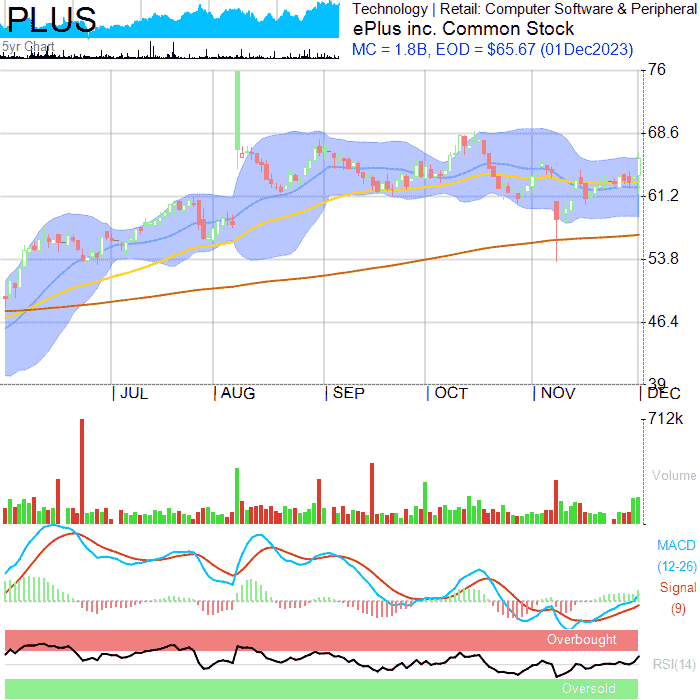 PLUS
5yr Chart
Technology | Retail: Computer Software & Peripheral
ePlus inc. Common Stock
MC = 1.8B, EOD = $65.67 (01Dec2023)
76
68.6
61.2
53.8
46.4
39
JUL
AUG
SEP
OCT
NOV
DEC
712k
Volume
MACD
(12-26)
Signal
(9)
Overbought
RSI(14)
Oversold